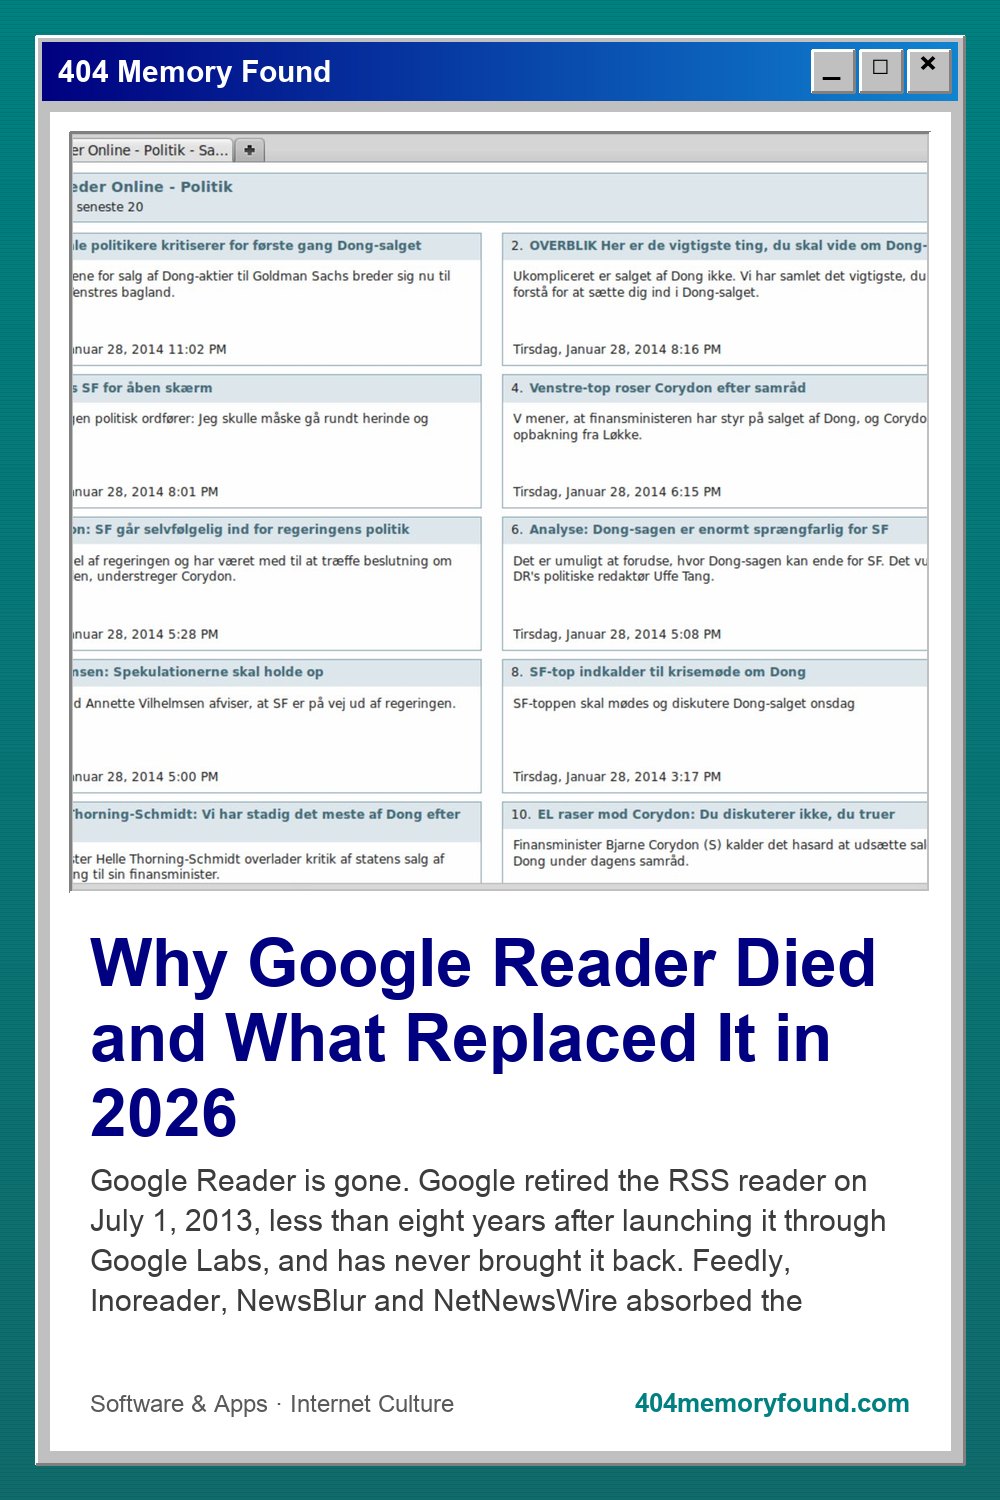 404 Memory Found
er Online - Politik - Sa...
eder Online - Politik
seneste 20
le politikere kritiserer for første gang Dong-salget
ene for salg af Dong-aktier til Goldman Sachs breder sig nu til
enstres bagland.
nuar 28, 2014 11:02 PM
2. OVERBLIK Her er de vigtigste ting, du skal vide om Dong-
Ukompliceret er salget af Dong ikke. Vi har samlet det vigtigste, du
forstå for at sætte dig ind i Dong-salget.
Tirsdag, Januar 28, 2014 8:16 PM
s SF for åben skærm
gen politisk ordfører: Jeg skulle måske gå rundt herinde og
nuar 28, 2014 8:01 PM
4. Venstre-top roser Corydon efter samråd
V mener, at finansministeren har styr på salget af Dong, og Corydo
opbakning fra Løkke.
Tirsdag, Januar 28, 2014 6:15 PM
on: SF går selvfølgelig ind for regeringens politik
el af regeringen og har været med til at træffe beslutning om
en, understreger Corydon.
nuar 28, 2014 5:28 PM
6. Analyse: Dong-sagen er enormt sprængfarlig for SF
Det er umuligt at forudse, hvor Dong-sagen kan ende for SF. Det vu
DR's politiske redaktør Uffe Tang.
Tirsdag, Januar 28, 2014 5:08 PM
msen: Spekulationerne skal holde op
d Annette Vilhelmsen afviser, at SF er på vej ud af regeringen.
nuar 28, 2014 5:00 PM
8. SF-top indkalder til krisemøde om Dong
SF-toppen skal mødes og diskutere Dong-salget onsdag
Tirsdag, Januar 28, 2014 3:17 PM
Thorning-Schmidt: Vi har stadig det meste af Dong efter
ster Helle Thorning-Schmidt overlader kritik af statens salg af
ng til sin finansminister.
10. EL raser mod Corydon: Du diskuterer ikke, du truer
Finansminister Bjarne Corydon (S) kalder det hasard at udsætte sal
Dong under dagens samråd.
Why Google Reader Died
and What Replaced It in
2026
Google Reader is gone. Google retired the RSS reader on
July 1, 2013, less than eight years after launching it through
Google Labs, and has never brought it back. Feedly,
Inoreader, NewsBlur and NetNewsWire absorbed the
Software & Apps · Internet Culture
404memoryfound.com